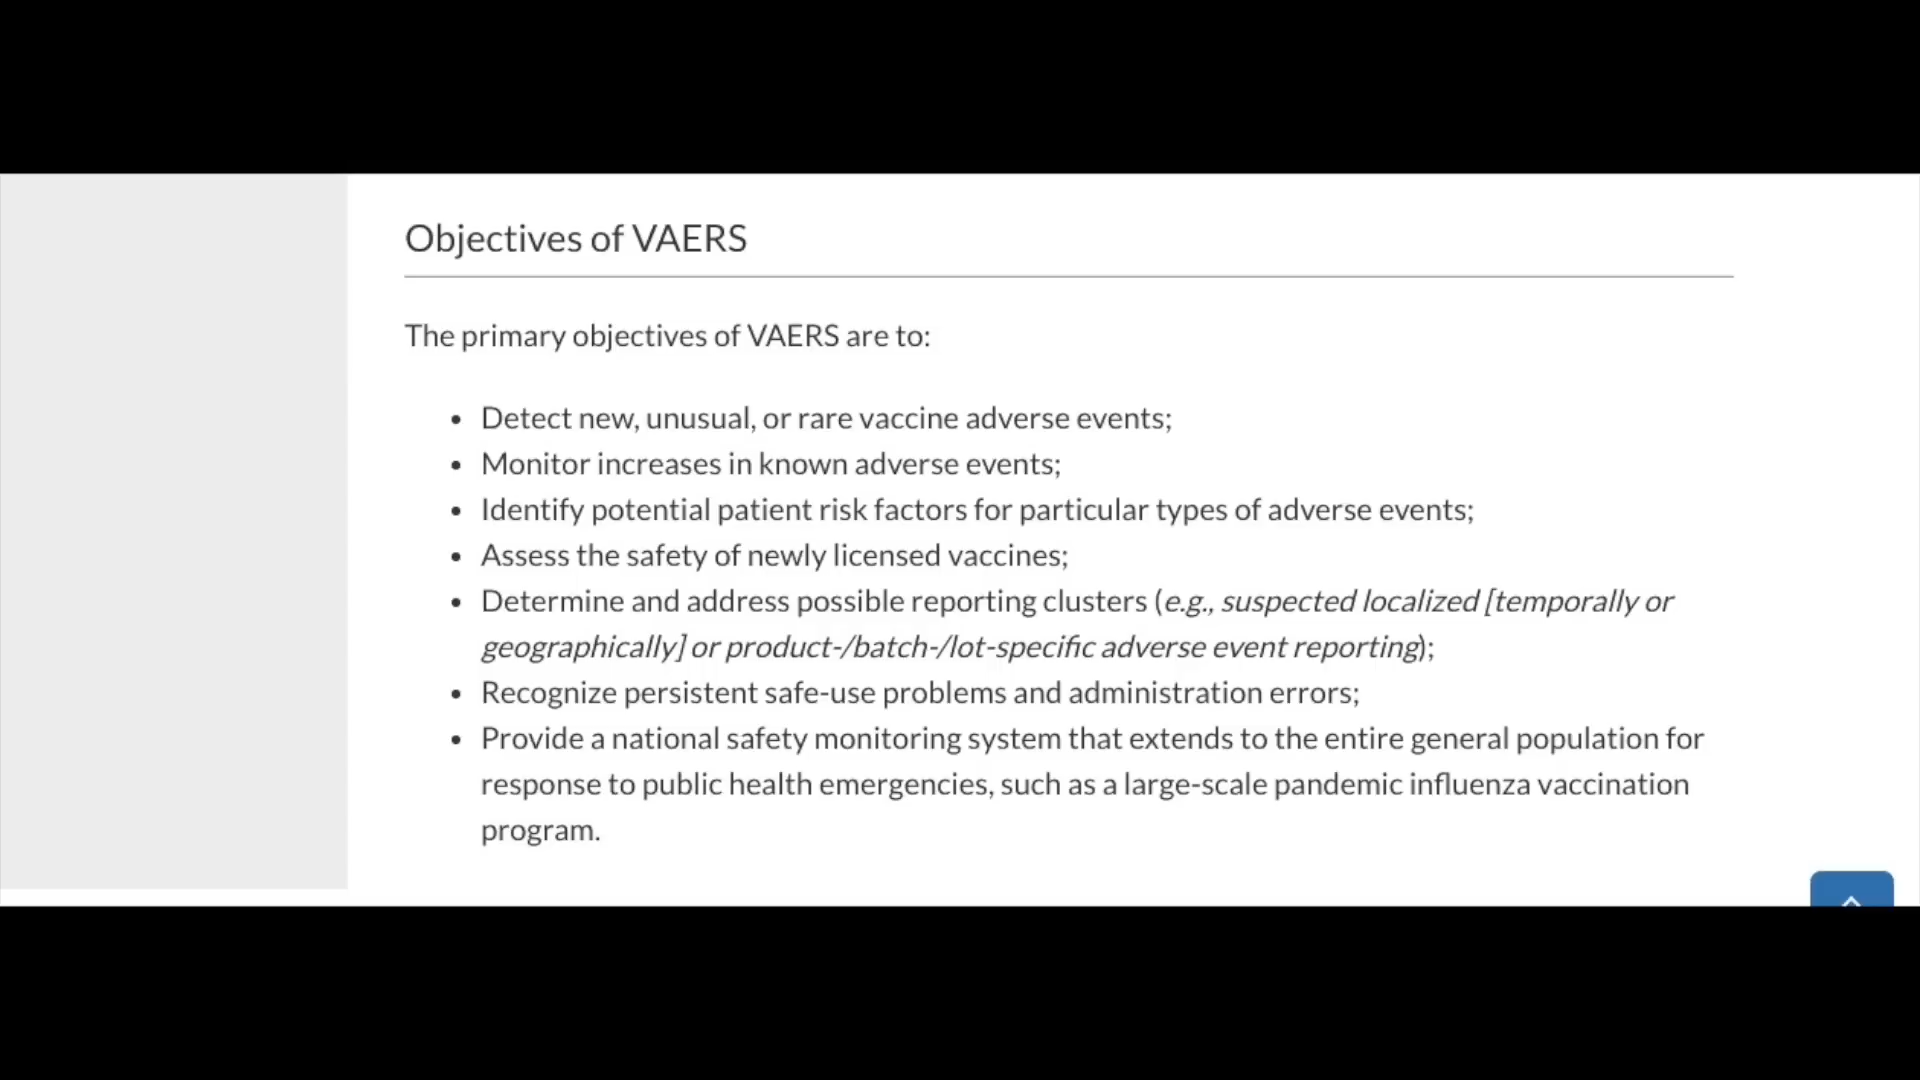 Objectives of VAERS
The primary objectives of VAERS are to:
• Detect new, unusual, or rare vaccine adverse events;
• Monitor increases in known adverse events;
• Identify potential patient risk factors for particular types of adverse events;
• Assess the safety of newly licensed vaccines;
• Determine and address possible reporting clusters (e.g., suspected localized [temporally or
geographically] or product-/batch-/lot-specific adverse event reporting);
• Recognize persistent safe-use problems and administration errors;
• Provide a national safety monitoring system that extends to the entire general population for
response to public health emergencies, such as a large-scale pandemic influenza vaccination
program.